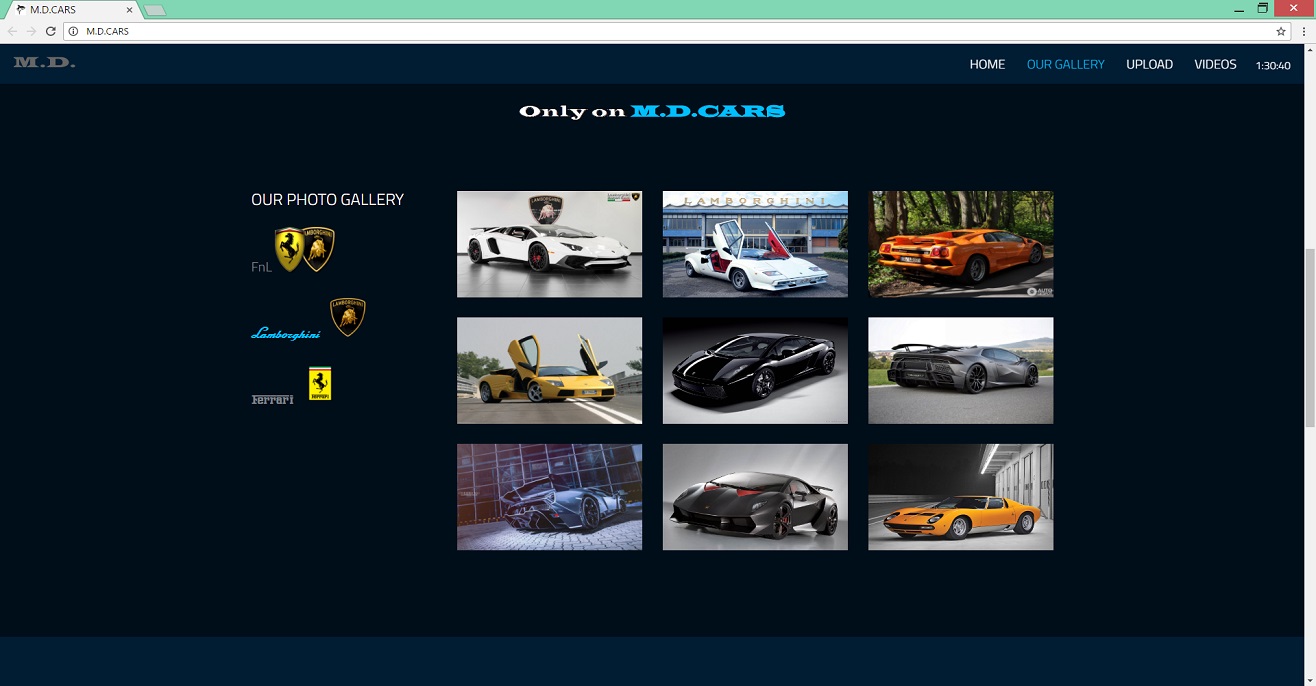 M.D.CARS
M.D.CARS
M.D.
HOME OUR GALLERY UPLOAD VIDEOS 1:30:40
Only on M.D.CARS
OUR PHOTO GALLERY
FnL
Lamborghini
Ferrari
LAMBORGHINI
LAMBORGHINI